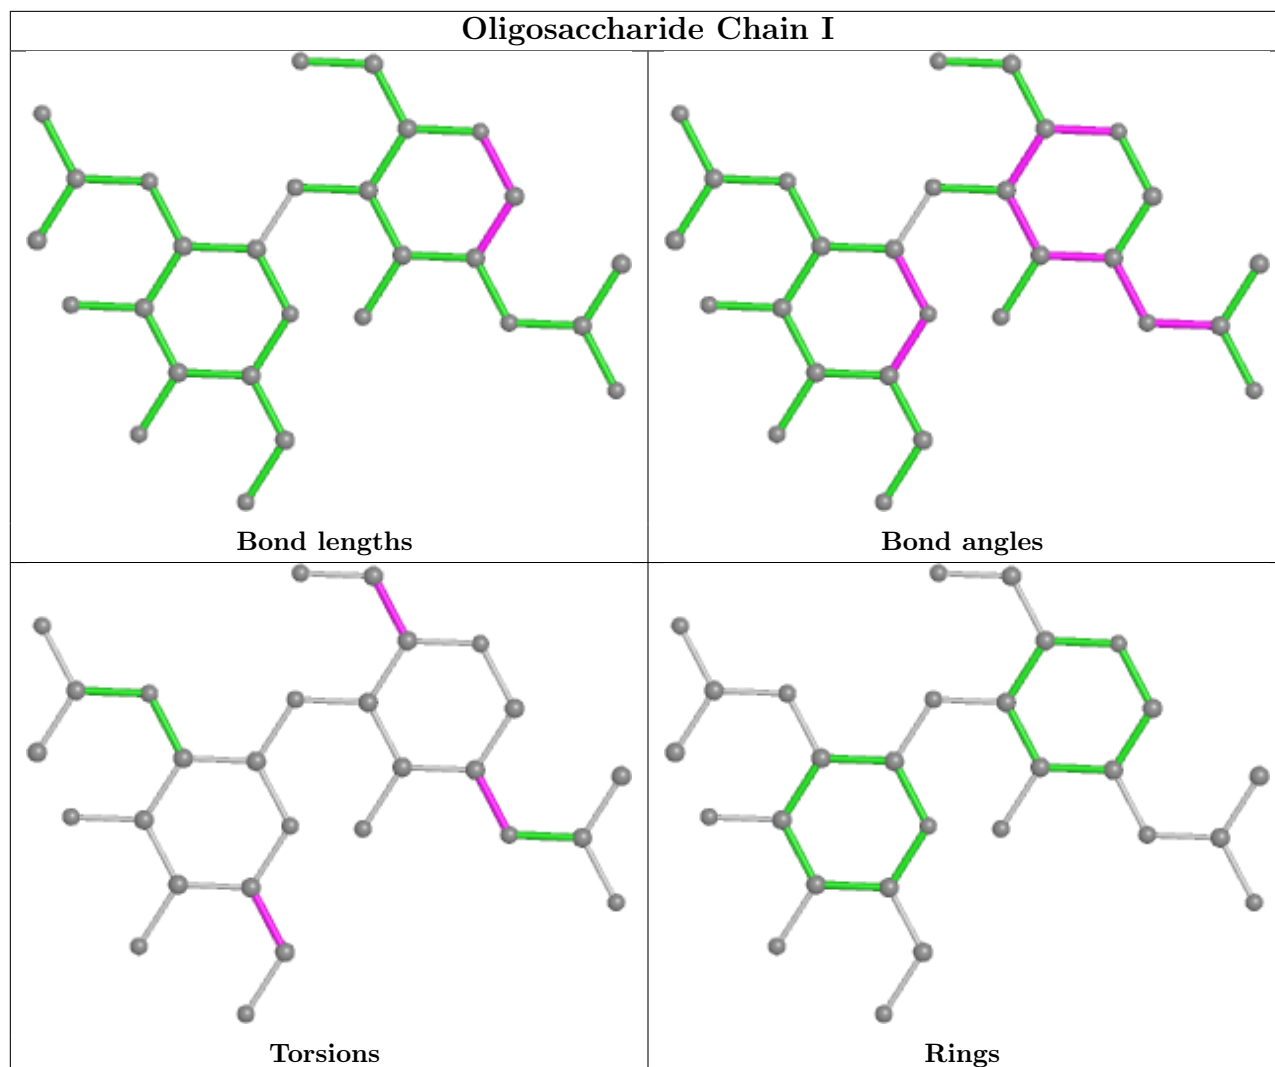 Oligosaccharide Chain I
Bond lengths
Bond angles
Torsions
Rings